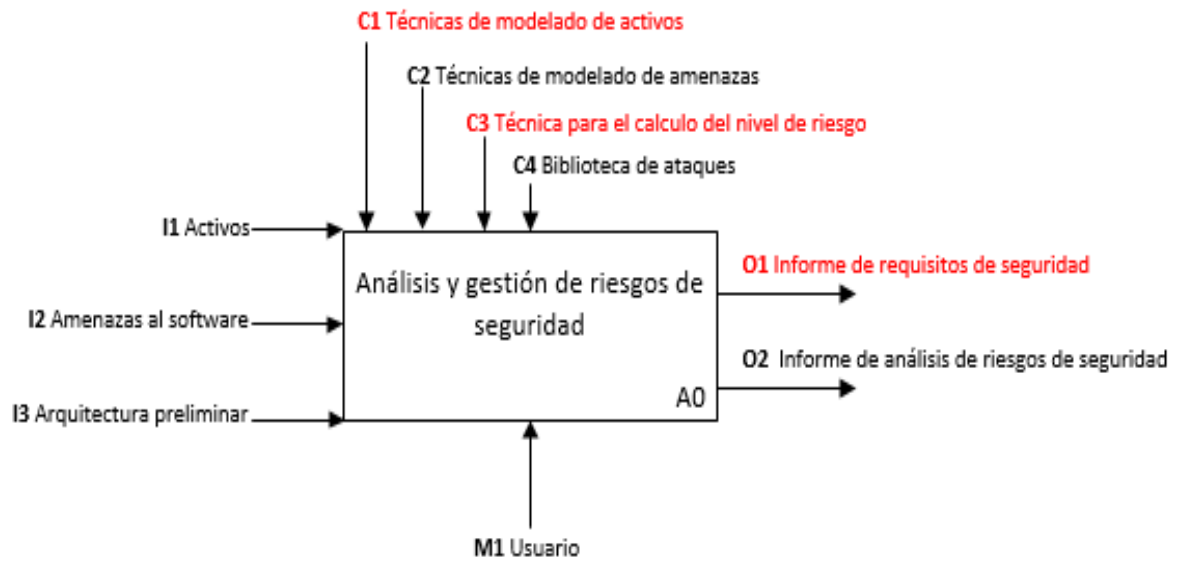 C1 Técnicas de modelado de activos
C2 Técnicas de modelado de amenazas
C3 Técnica para el calculo del nivel de riesgo
C4 Biblioteca de ataques
I1 Activos
I2 Amenazas al software
I3 Arquitectura preliminar
Análisis y gestión de riesgos de
seguridad
A0
O1 Informe de requisitos de seguridad
O2 Informe de análisis de riesgos de seguridad
M1 Usuario